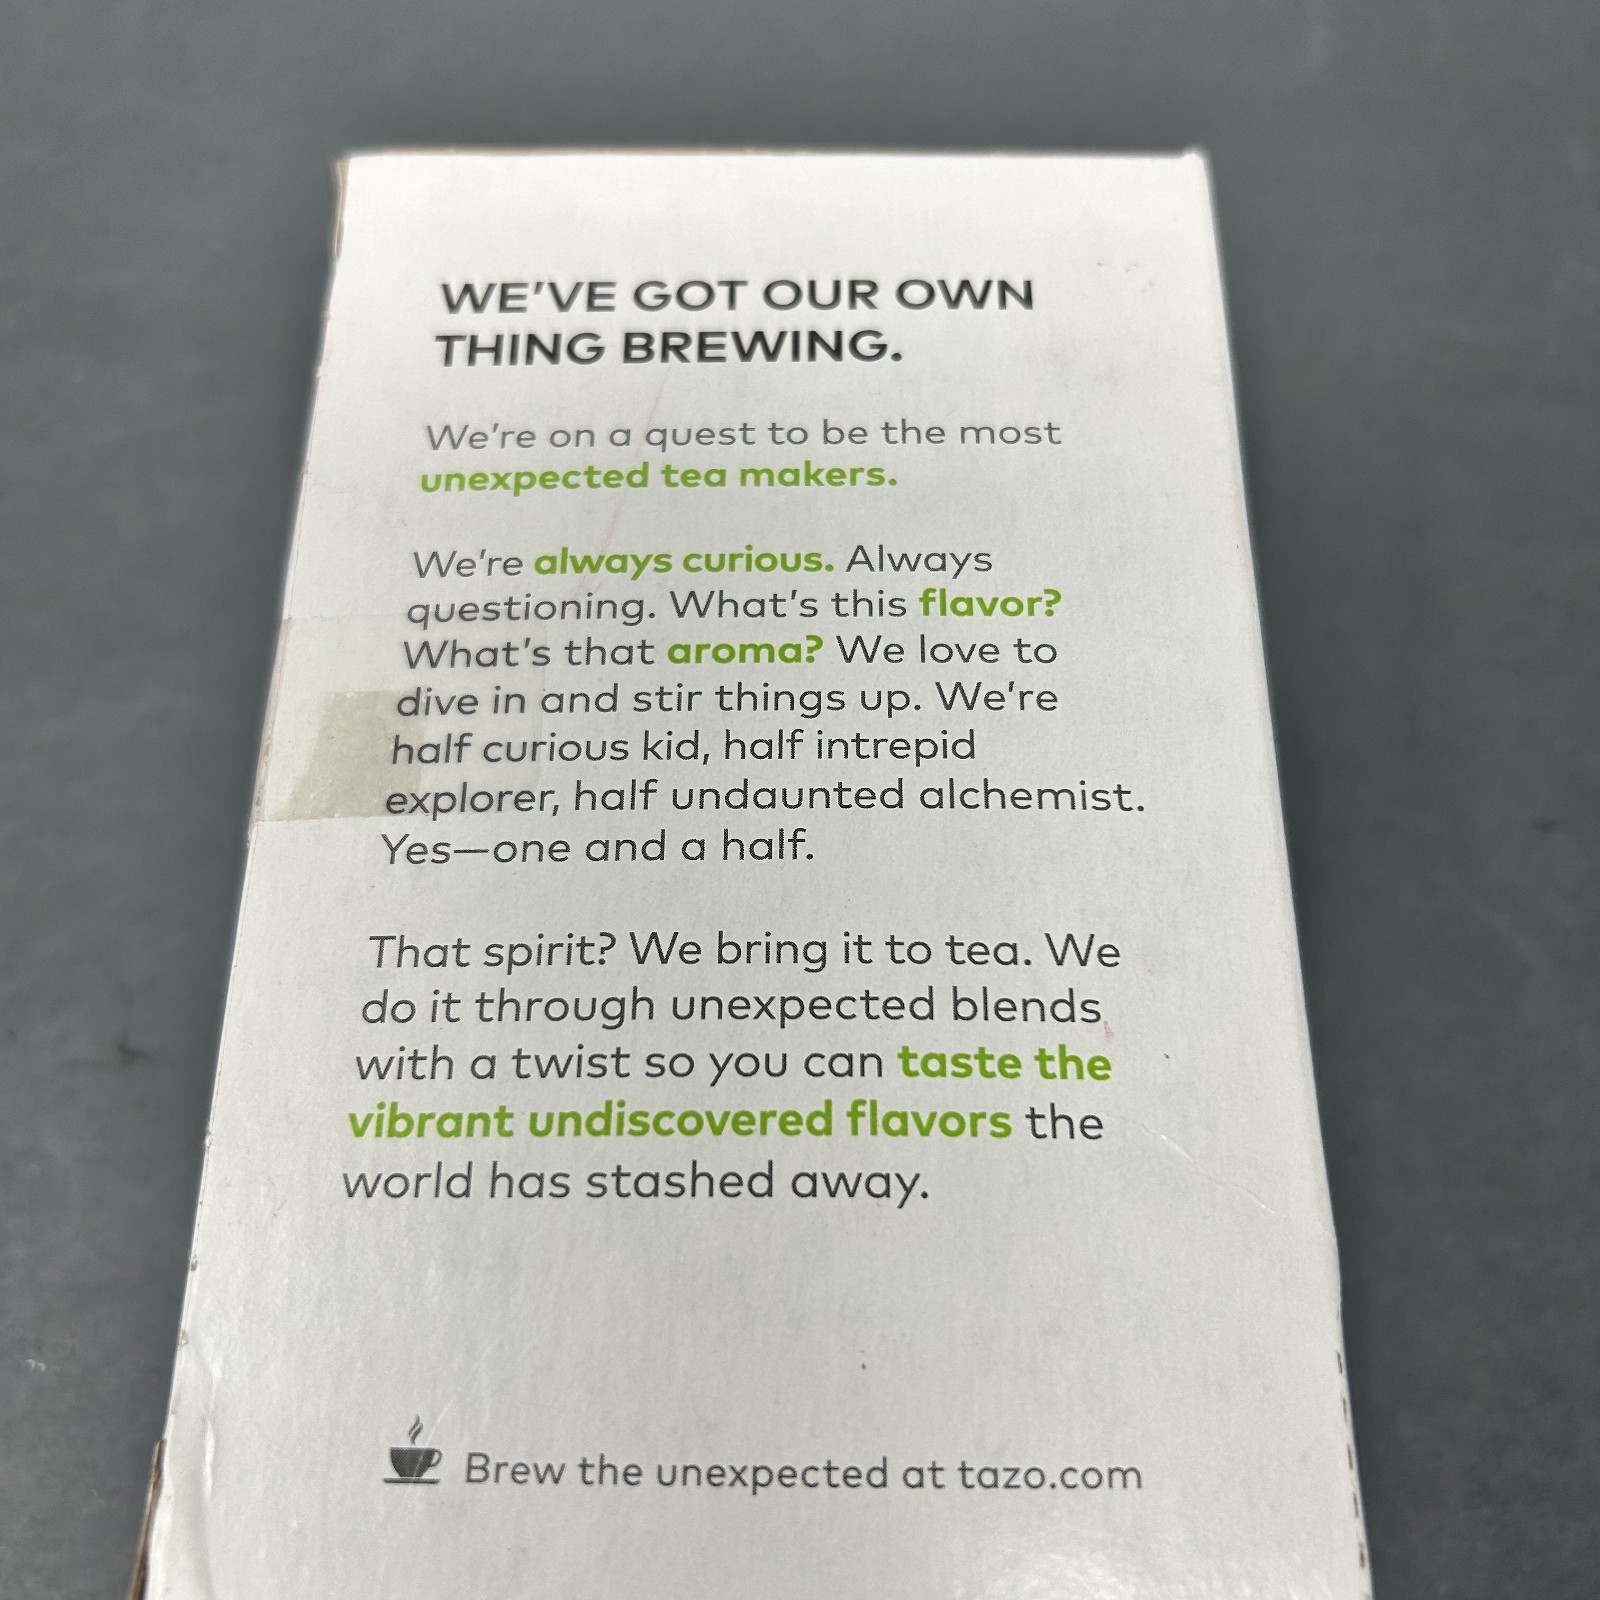 WE'VE GOT OUR OWN
THING BREWING.
We're on a quest to be the most
unexpected tea makers.
We're always curious. Always
questioning. What's this flavor?
What's that aroma? We love to
dive in and stir things up. We're
half curious kid, half intrepid
explorer, half undaunted alchemist.
Yes—one and a half.
That spirit? We bring it to tea. We
do it through unexpected blends
with a twist so you can taste the
vibrant undiscovered flavors the
world has stashed away.
Brew the unexpected at tazo.com